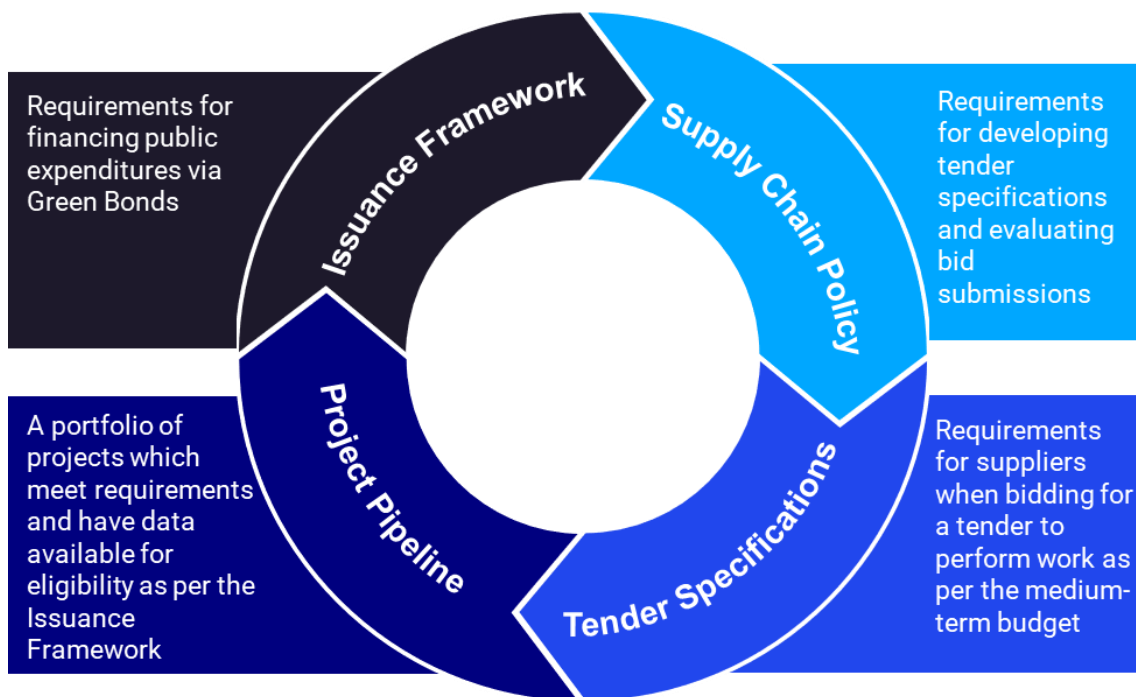 Requirements for
financing public
expenditures via
Green Bonds
Issuance Framework
Supply Chain Policy
Requirements
for developing
tender
specifications
and evaluating
bid
submissions
A portfolio of
projects which
meet requirements
and have data
available for
eligibility as per the
Issuance
Framework
Project Pipeline
Tender Specifications
Requirements
for suppliers
when bidding for
a tender to
perform work as
per the medium-
term budget